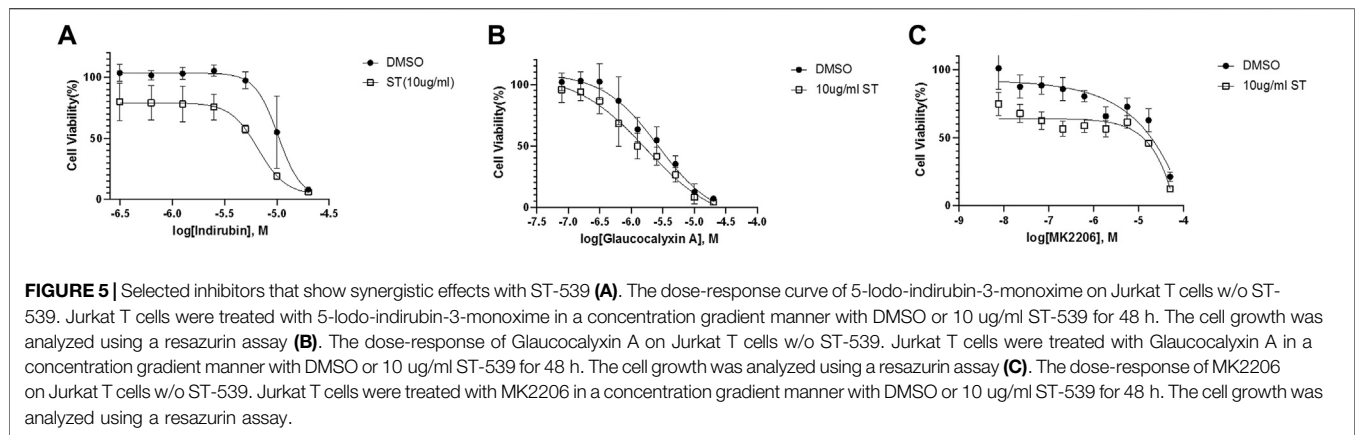 A
B
C
DMSO
ST(10ug/ml)
DMSO
10ug/ml ST
DMSO
10ug/ml ST
Cell Viability(%)
100
50
0
-6.5 -6.0 -5.5 -5.0 -4.5
log[Indirubin], M
Cell Viability(%)
100
50
0
-7.5 -7.0 -6.5 -6.0 -5.5 -5.0 -4.5 -4.0
log[Glaucocalyxin A], M
Cell Viability(%)
100
50
0
-9 -8 -7 -6 -5 -4
log[MK2206], M
FIGURE 5 | Selected inhibitors that show synergistic effects with ST-539 (A). The dose-response curve of 5-Iodo-indirubin-3-monoxime on Jurkat T cells w/o ST-
539. Jurkat T cells were treated with 5-Iodo-indirubin-3-monoxime in a concentration gradient manner with DMSO or 10 ug/ml ST-539 for 48 h. The cell growth was
analyzed using a resazurin assay (B). The dose-response of Glaucocalyxin A on Jurkat T cells w/o ST-539. Jurkat T cells were treated with Glaucocalyxin A in a
concentration gradient manner with DMSO or 10 ug/ml ST-539 for 48 h. The cell growth was analyzed using a resazurin assay (C). The dose-response of MK2206
on Jurkat T cells w/o ST-539. Jurkat T cells were treated with MK2206 in a concentration gradient manner with DMSO or 10 ug/ml ST-539 for 48 h. The cell growth was
analyzed using a resazurin assay.